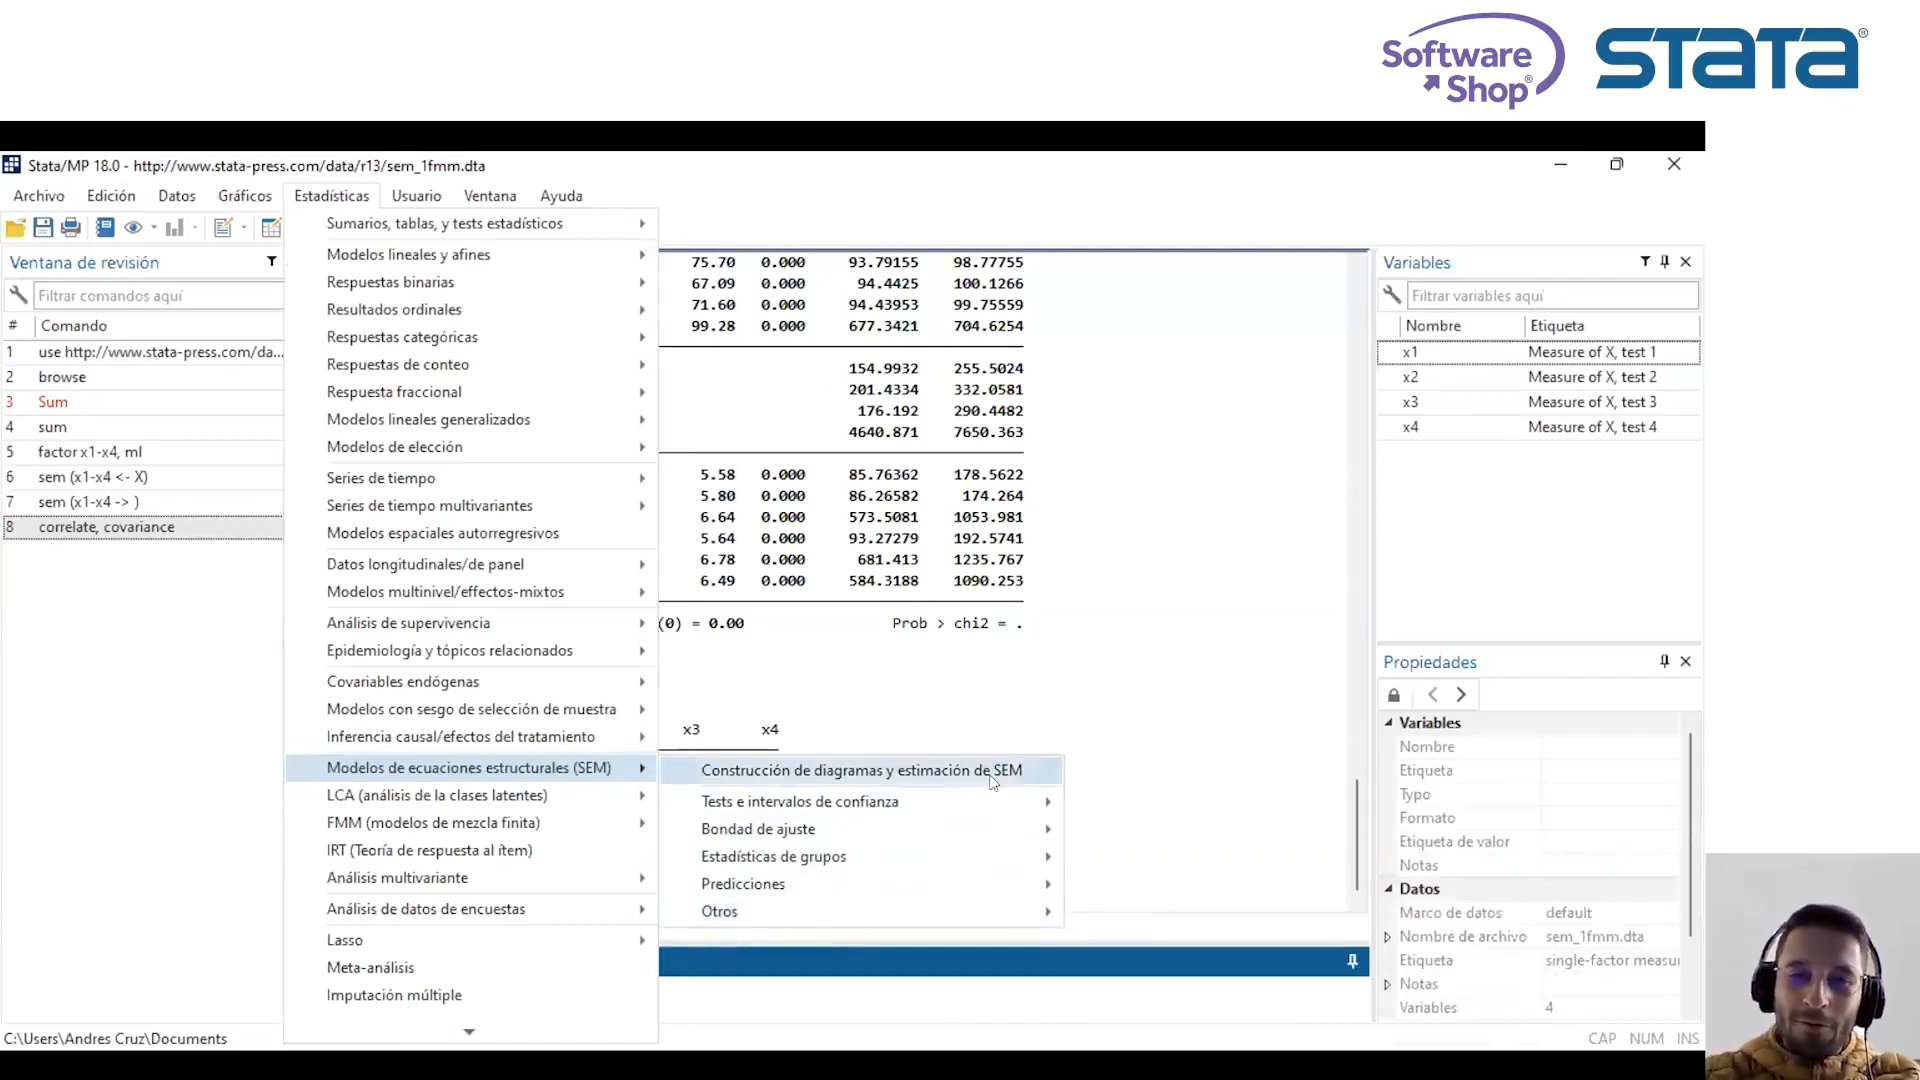 Software
Shop®
STATA®
Stata/MP 18.0 - http://www.stata-press.com/data/r13/sem_1fmm.dta
Archivo Edición Datos Gráficos Estadísticas Usuario Ventana Ayuda
Ventana de revisión
Filtrar comandos aquí
# Comando
1 use http://www.stata-press.com/da...
2 browse
3 Sum
4 sum
5 factor x1-x4, ml
6 sem (x1-x4 <- X)
7 sem (x1-x4 -> )
8 correlate, covariance
Sumarios, tablas, y tests estadísticos
Modelos lineales y afines
Respuestas binarias
Resultados ordinales
Respuestas categóricas
Respuestas de conteo
Respuesta fraccional
Modelos lineales generalizados
Modelos de elección
Series de tiempo
Series de tiempo multivariantes
Modelos espaciales autorregresivos
Datos longitudinales/de panel
Modelos multinivel/effectos-mixtos
Análisis de supervivencia
Epidemiología y tópicos relacionados
Covariables endógenas
Modelos con sesgo de selección de muestra
Inferencia causal/efectos del tratamiento
Modelos de ecuaciones estructurales (SEM)
LCA (análisis de la clases latentes)
FMM (modelos de mezcla finita)
IRT (Teoría de respuesta al ítem)
Análisis multivariante
Análisis de datos de encuestas
Lasso
Meta-análisis
Imputación múltiple
Construcción de diagramas y estimación de SEM
Tests e intervalos de confianza
Bondad de ajuste
Estadísticas de grupos
Predicciones
Otros
75.70 0.000 93.79155 98.77755
67.09 0.000 94.4425 100.1266
71.60 0.000 94.43953 99.75559
99.28 0.000 677.3421 704.6254
154.9932 255.5024
201.4334 332.0581
176.192 290.4482
4640.871 7650.363
5.58 0.000 85.76362 178.5622
5.80 0.000 86.26582 174.264
6.64 0.000 573.5081 1053.981
5.64 0.000 93.27279 192.5741
6.78 0.000 681.413 1235.767
6.49 0.000 584.3188 1090.253
(0) = 0.00 Prob > chi2 = .
x3 x4
Variables
Filtrar variables aquí
Nombre Etiqueta
x1 Measure of X, test 1
x2 Measure of X, test 2
x3 Measure of X, test 3
x4 Measure of X, test 4
Propiedades
Variables
Nombre
Etiqueta
Typo
Formato
Etiqueta de valor
Notas
Datos
Marco de datos default
Nombre de archivo sem_1fmm.dta
Etiqueta single-factor measu
Notas
Variables 4
C:\Users\Andres Cruz\Documents
CAP NUM INS